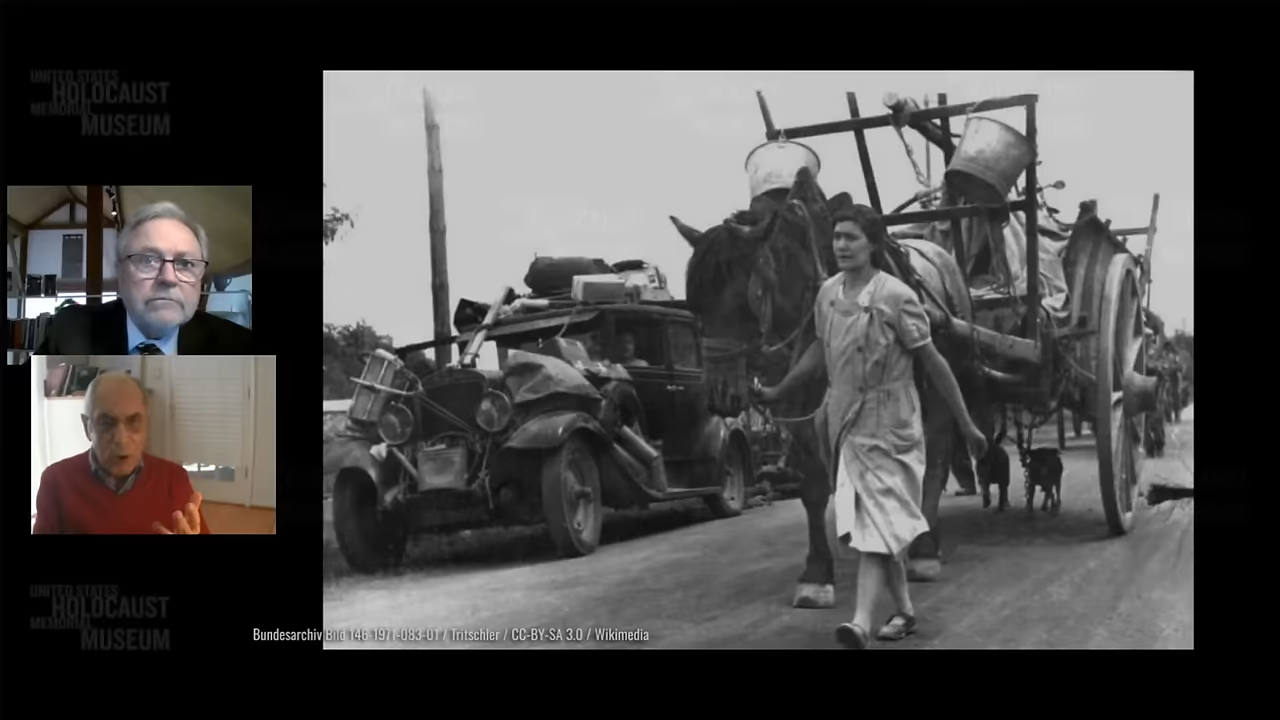 UNITED STATES
HOLOCAUST
MEMORIAL
MUSEUM
Bundesarchiv Bild 146-1971-083-01 / Tritschler / CC-BY-SA 3.0 / Wikimedia
UNITED STATES
HOLOCAUST
MEMORIAL
MUSEUM